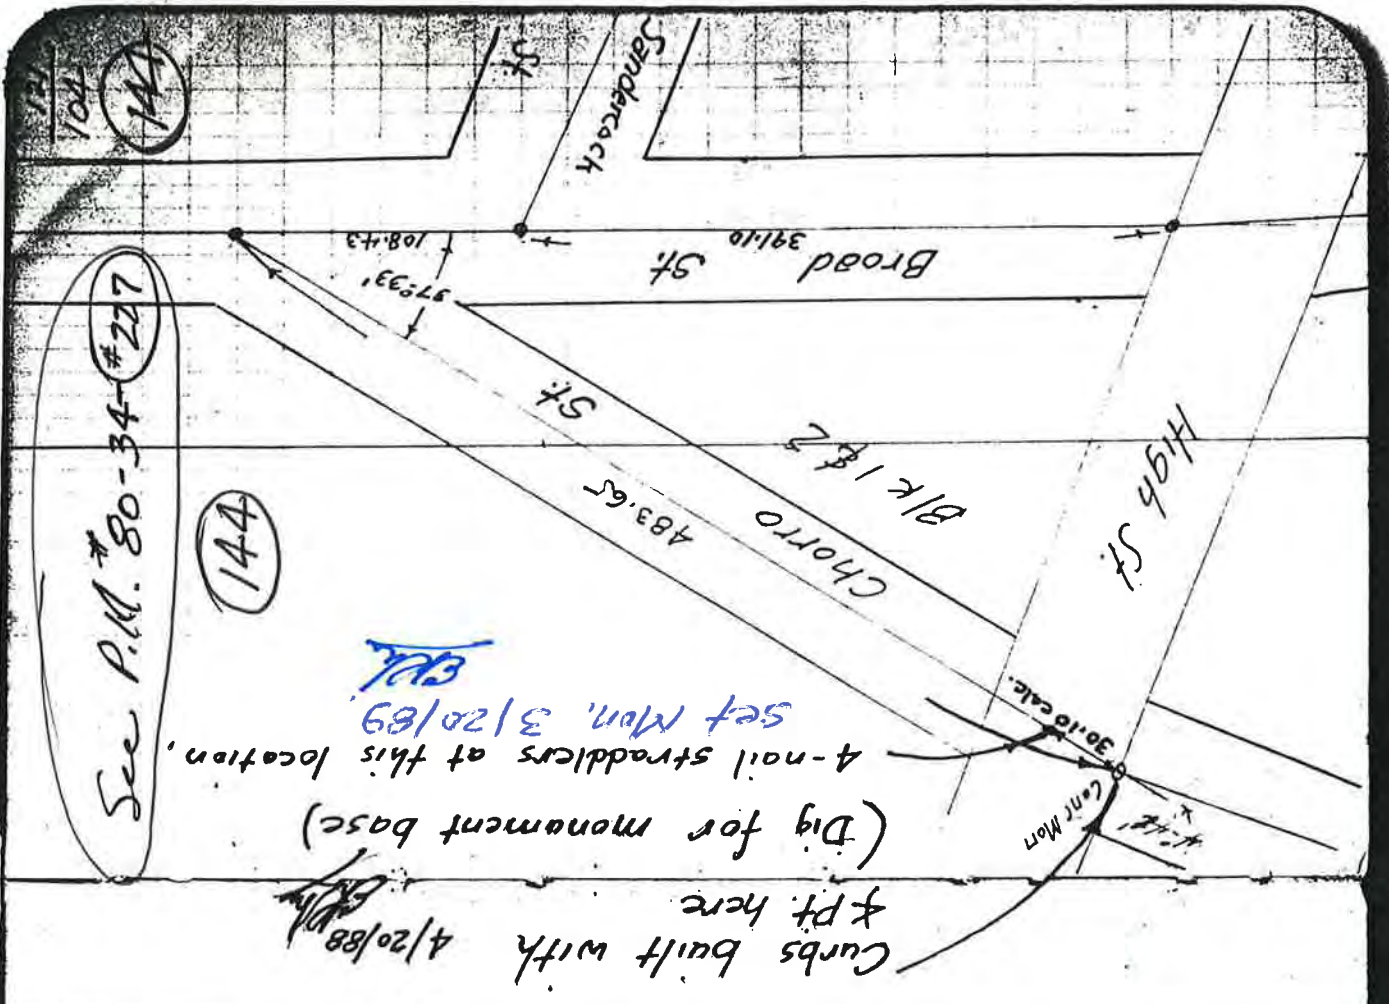 Curbs built with
∡ pt. here
4/20/88
(Dig for monament base)
4-nail straddlers at this location.
Set Mon. 3/20/89
See P.M.# 80-34-#227
144
144
104
Sandercock
St.
Broad St.
391.10
108.43
37°33'
Chorro St.
483.65
Blk 1 & 2
High St.
30.10 calc.
Conc Mon